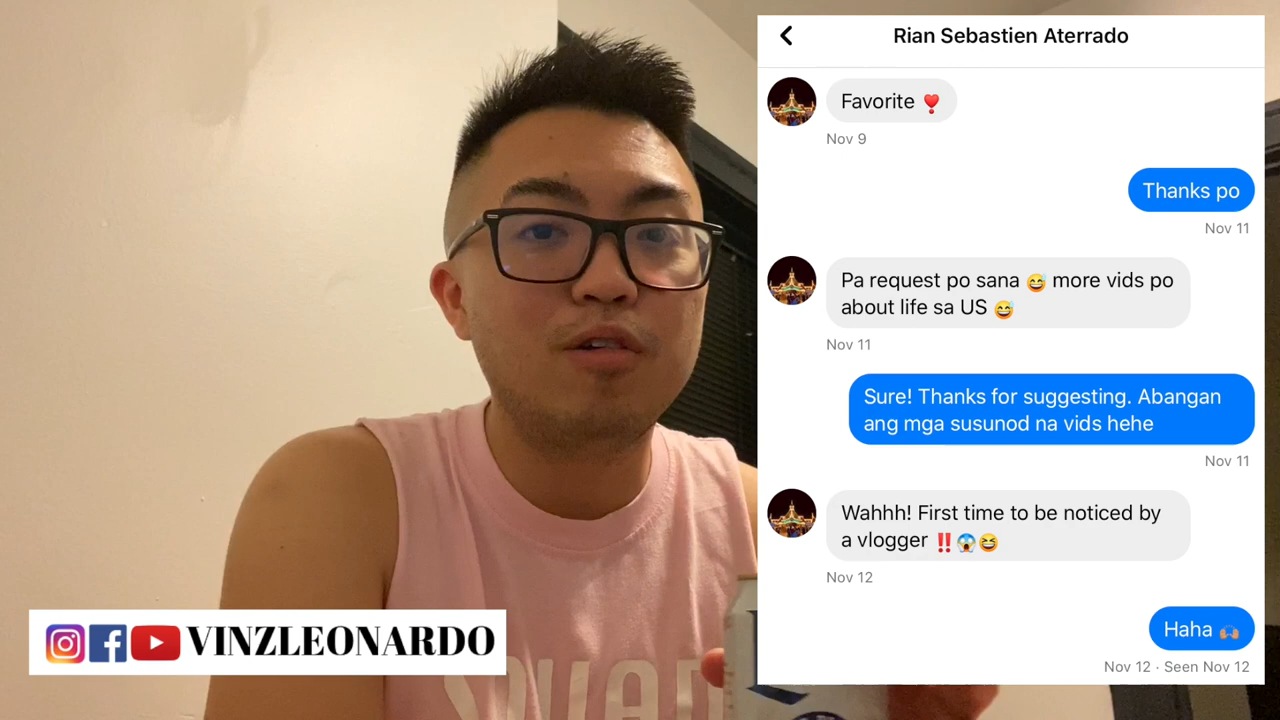 Rian Sebastien Aterrado
Favorite ❣️
Nov 9
Thanks po
Nov 11
Pa request po sana 😅 more vids po
about life sa US 😅
Nov 11
Sure! Thanks for suggesting. Abangan
ang mga susunod na vids hehe
Nov 11
Wahhh! First time to be noticed by
a vlogger ‼️😱😆
Nov 12
Haha 🙌🏽
Nov 12 · Seen Nov 12
VINZLEONARDO